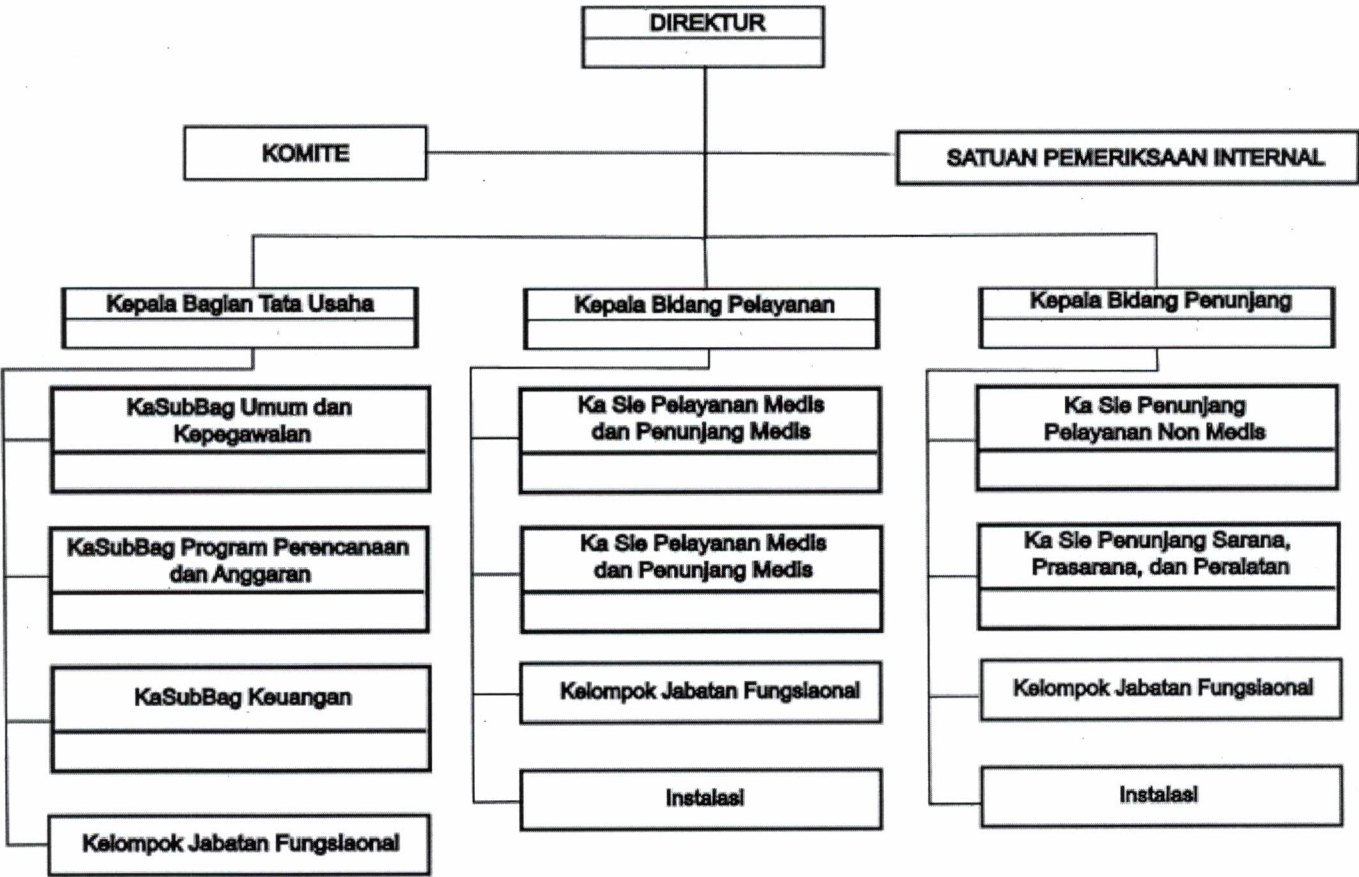 DIREKTUR
KOMITE
SATUAN PEMERIKSAAN INTERNAL
Kepala Bagian Tata Usaha
Kepala Bidang Pelayanan
Kepala Bidang Penunjang
KaSubBag Umum dan
Kepegawaian
Ka Sie Pelayanan Medis
dan Penunjang Medis
Ka Sie Penunjang
Pelayanan Non Medis
KaSubBag Program Perencanaan
dan Anggaran
Ka Sie Pelayanan Medis
dan Penunjang Medis
Ka Sie Penunjang Sarana,
Prasarana, dan Peralatan
KaSubBag Keuangan
Kelompok Jabatan Fungsiaonal
Kelompok Jabatan Fungsiaonal
Instalasi
Instalasi
Kelompok Jabatan Fungsiaonal